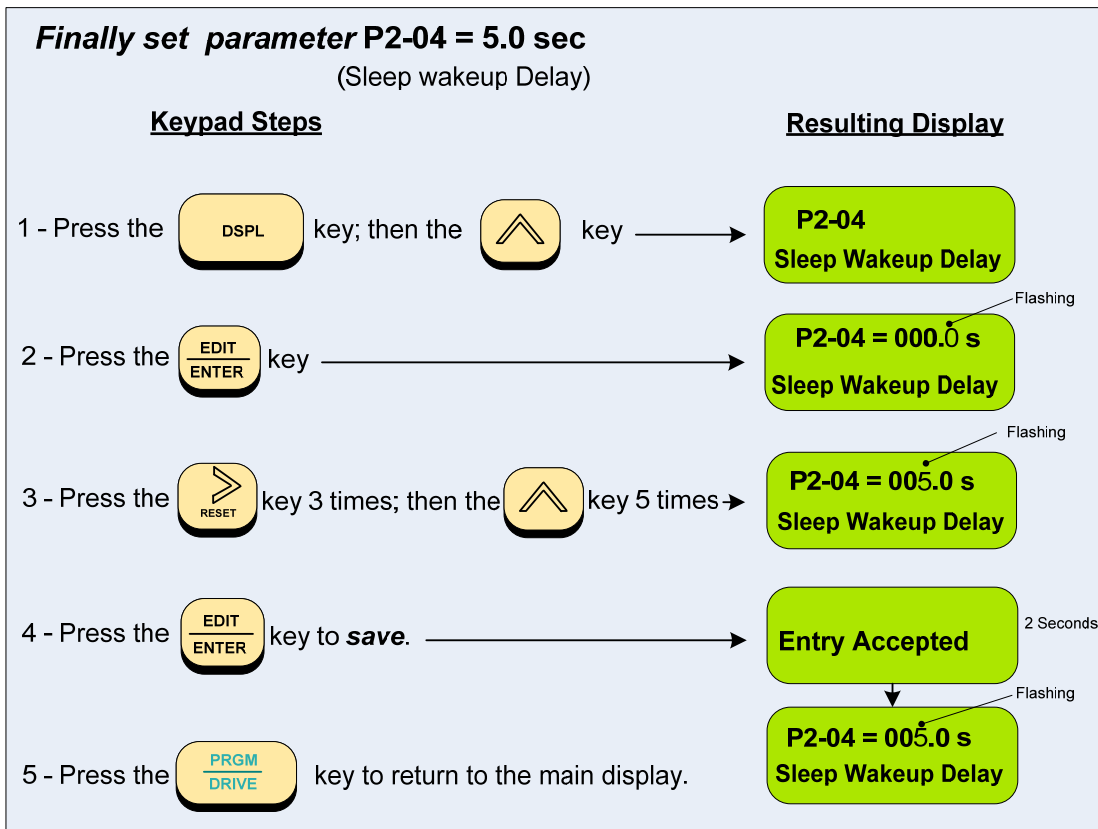 Finally set parameter P2-04 = 5.0 sec
(Sleep wakeup Delay)
Keypad Steps
Resulting Display
1 - Press the DSPL key; then the key
P2-04
Sleep Wakeup Delay
Flashing
2 - Press the EDIT ENTER key
P2-04 = 000.0 s
Sleep Wakeup Delay
Flashing
3 - Press the RESET key 3 times; then the key 5 times
P2-04 = 005.0 s
Sleep Wakeup Delay
4 - Press the EDIT ENTER key to save.
Entry Accepted
2 Seconds
Flashing
P2-04 = 005.0 s
Sleep Wakeup Delay
5 - Press the PRGM DRIVE key to return to the main display.